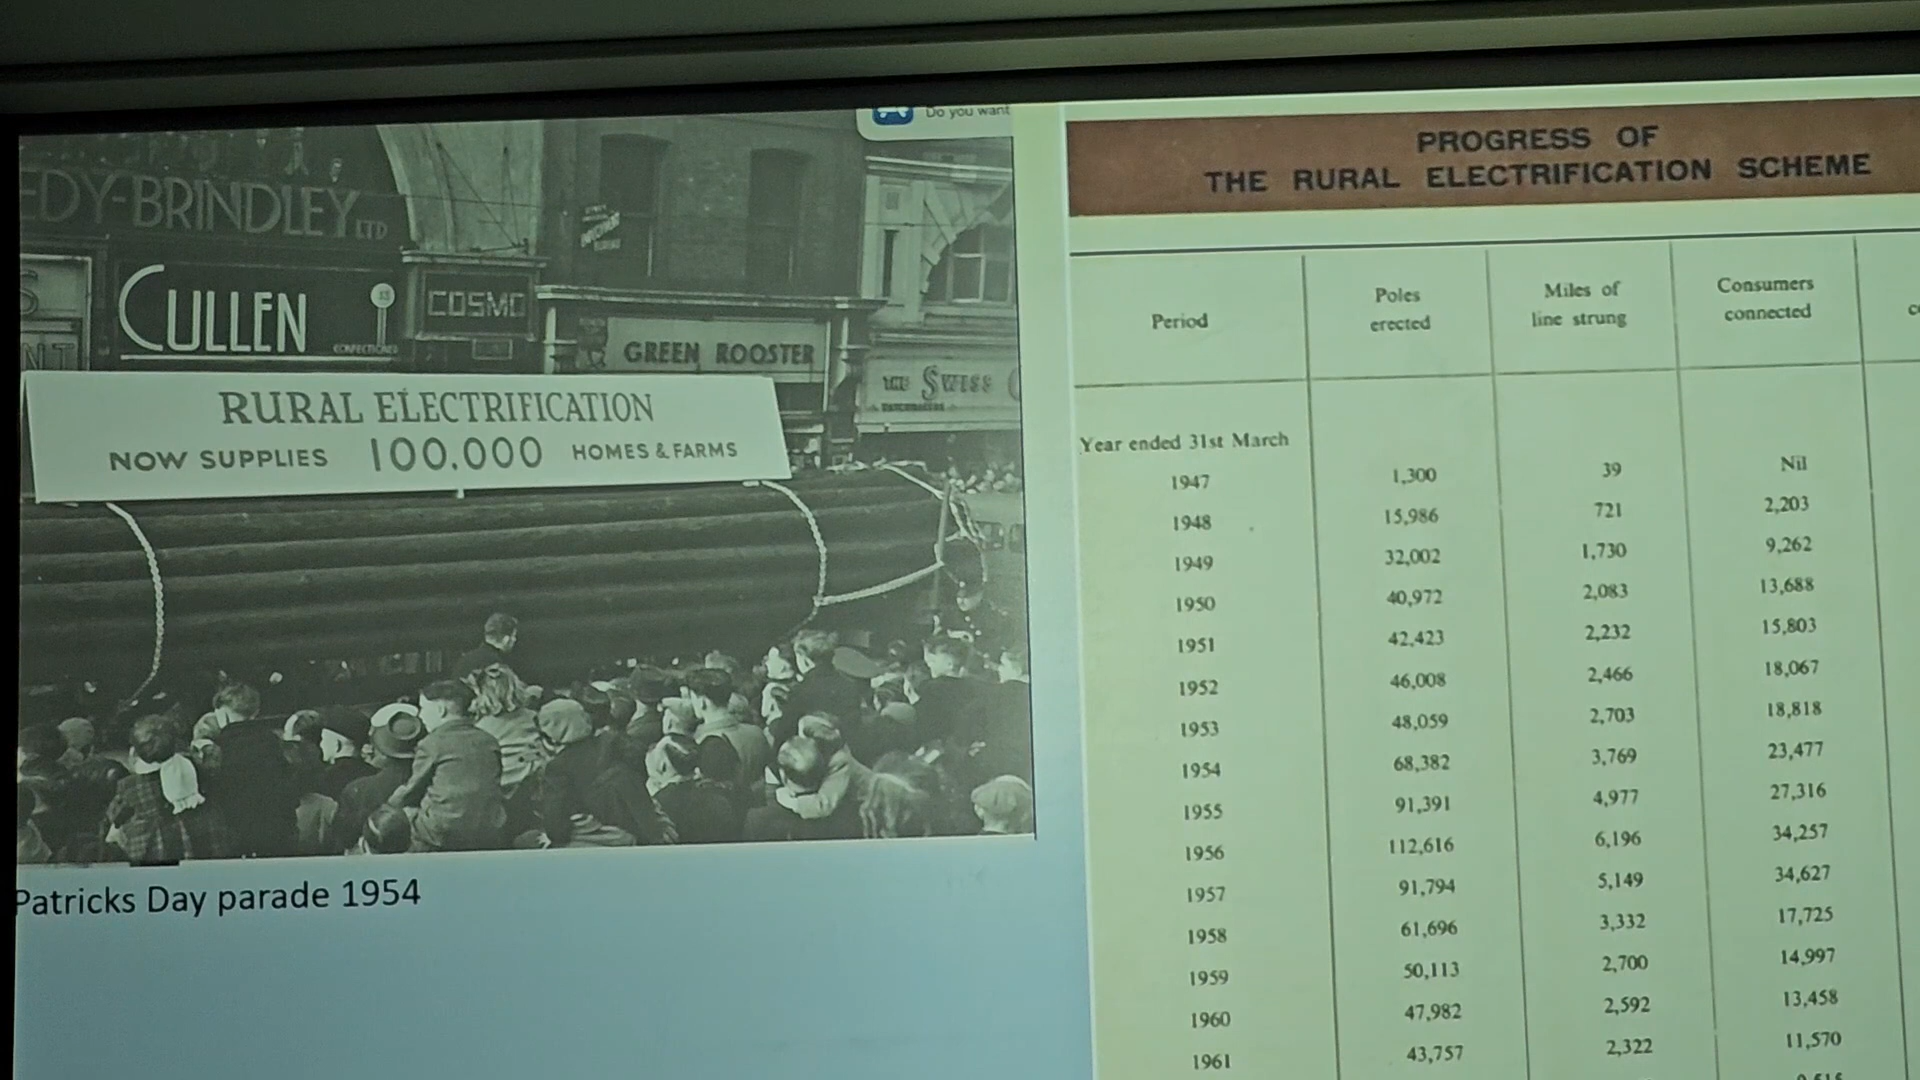 Do you want
EDY-BRINDLEY LTD
CULLEN
CONFECTIONER
COSMO
GREEN ROOSTER
THE SWISS
RURAL ELECTRIFICATION
NOW SUPPLIES 100,000 HOMES & FARMS
Patricks Day parade 1954
PROGRESS OF
THE RURAL ELECTRIFICATION SCHEME
Period Poles erected Miles of line strung Consumers connected
Year ended 31st March
1947 1,300 39 Nil
1948 15,986 721 2,203
1949 32,002 1,730 9,262
1950 40,972 2,083 13,688
1951 42,423 2,232 15,803
1952 46,008 2,466 18,067
1953 48,059 2,703 18,818
1954 68,382 3,769 23,477
1955 91,391 4,977 27,316
1956 112,616 6,196 34,257
1957 91,794 5,149 34,627
1958 61,696 3,332 17,725
1959 50,113 2,700 14,997
1960 47,982 2,592 13,458
1961 43,757 2,322 11,570